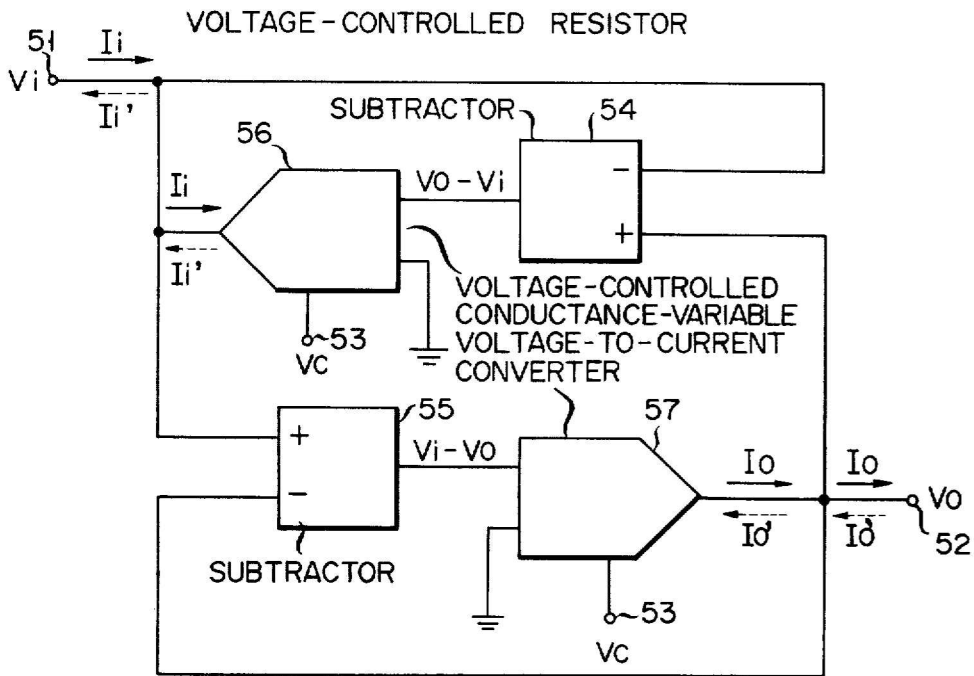 VOLTAGE-CONTROLLED RESISTOR
51
Ii
Vi
Ii'
SUBTRACTOR
54
56
-
Ii
VO-Vi
+
Ii'
VOLTAGE-CONTROLLED
CONDUCTANCE-VARIABLE
VOLTAGE-TO-CURRENT
CONVERTER
53
VC
55
57
+
Vi-VO
IO
IO
-
VO
IO'
IO'
52
SUBTRACTOR
53
VC